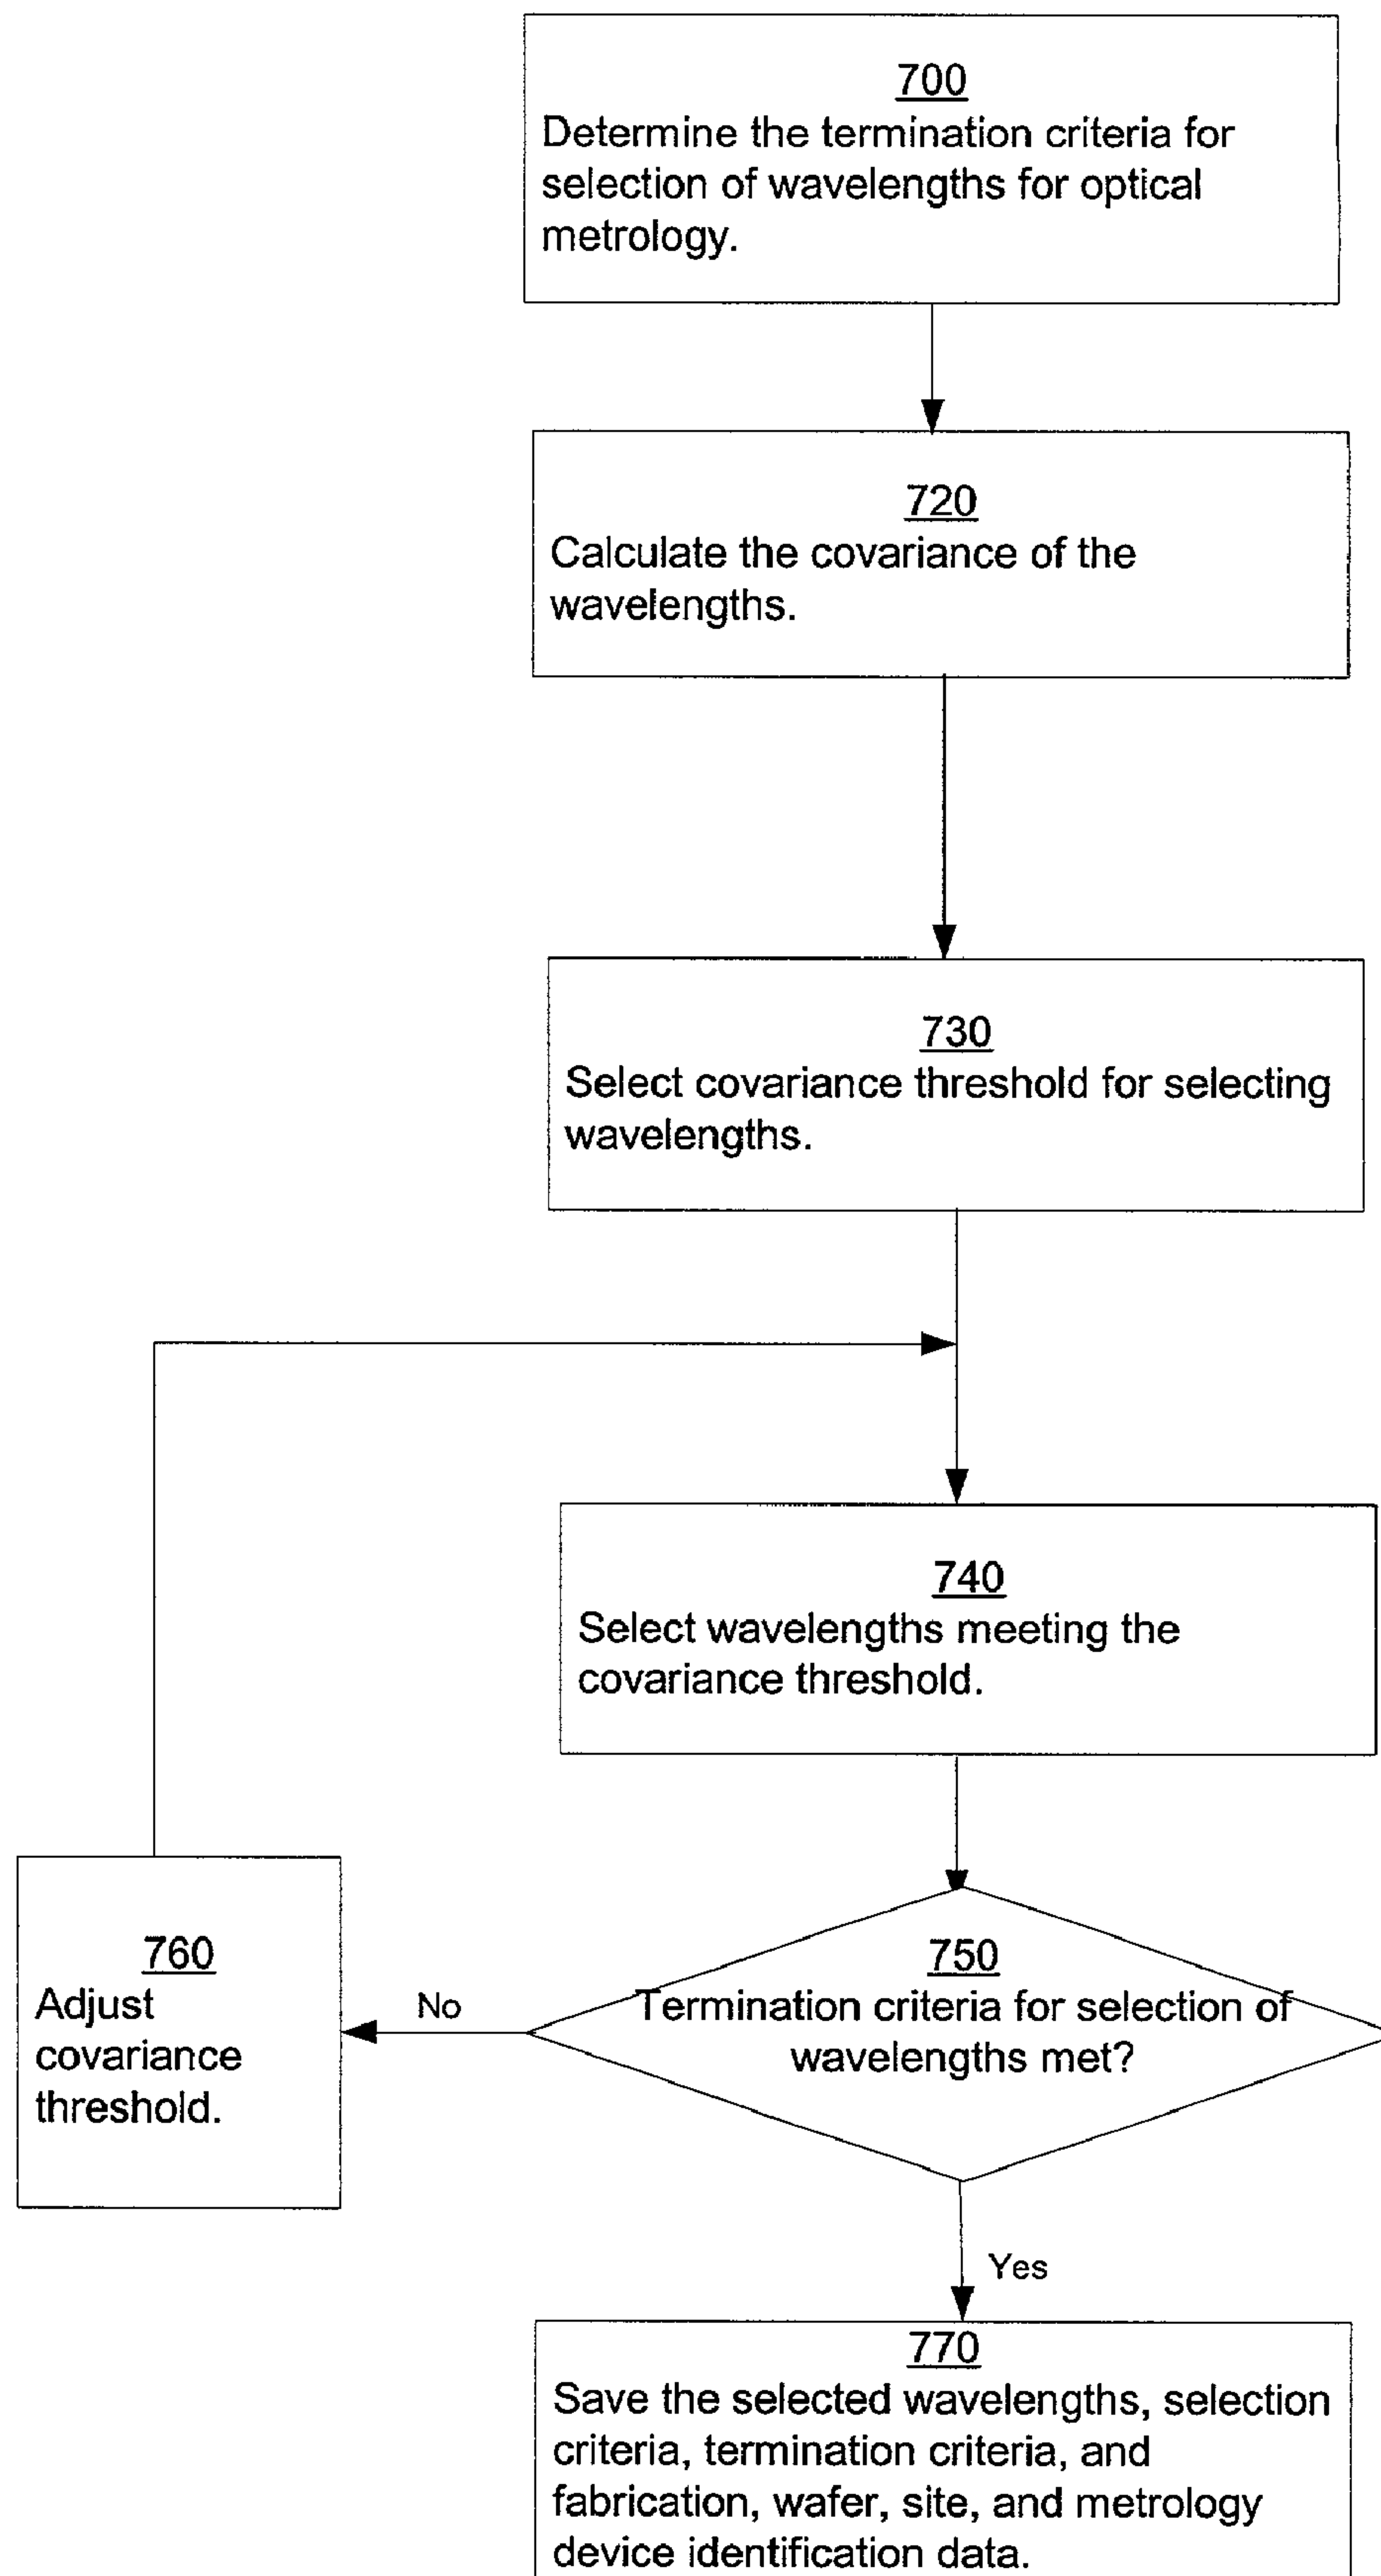 700
Determine the termination criteria for
selection of wavelengths for optical
metrology.
720
Calculate the covariance of the
wavelengths.
730
Select covariance threshold for selecting
wavelengths.
740
Select wavelengths meeting the
covariance threshold.
750
Termination criteria for selection of
wavelengths met?
No
760
Adjust
covariance
threshold.
Yes
770
Save the selected wavelengths, selection
criteria, termination criteria, and
fabrication, wafer, site, and metrology
device identification data.